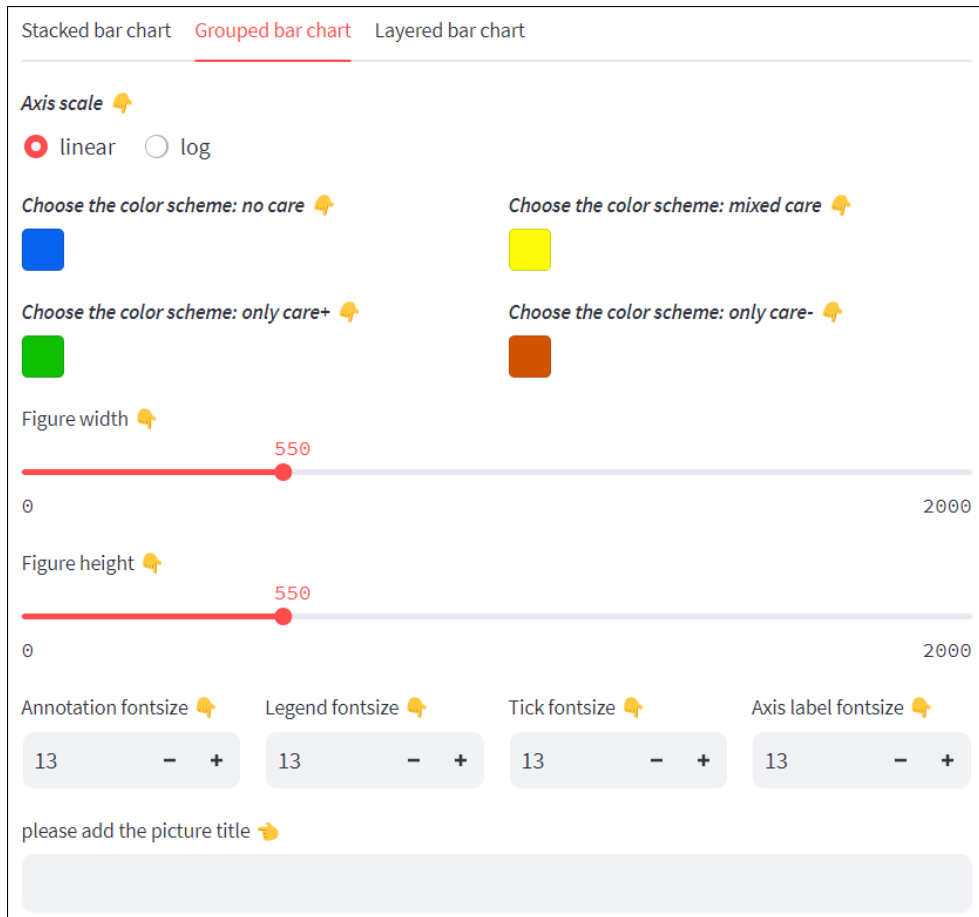 Stacked bar chart Grouped bar chart Layered bar chart
Axis scale 👇
linear log
Choose the color scheme: no care 👇 Choose the color scheme: mixed care 👇
Choose the color scheme: only care+ 👇 Choose the color scheme: only care- 👇
Figure width 👇
550
0 2000
Figure height 👇
550
0 2000
Annotation fontsize 👇 Legend fontsize 👇 Tick fontsize 👇 Axis label fontsize 👇
13 − + 13 − + 13 − + 13 − +
please add the picture title 👈